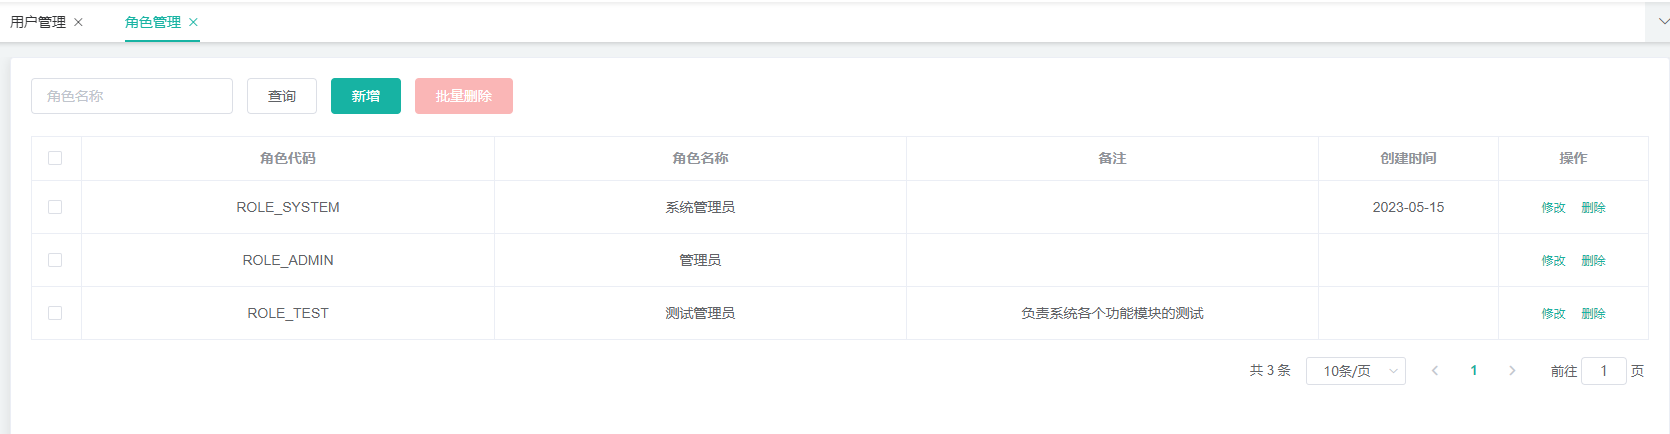 用户管理 角色管理
角色名称 查询 新增 批量删除
角色代码 角色名称 备注 创建时间 操作
ROLE_SYSTEM 系统管理员 2023-05-15 修改 删除
ROLE_ADMIN 管理员 修改 删除
ROLE_TEST 测试管理员 负责系统各个功能模块的测试 修改 删除
共 3 条 10条/页 1 前往 1 页